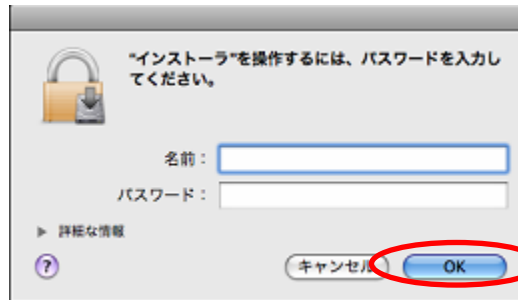 “インストーラ”を操作するには、パスワードを入力し
てください。
名前：
パスワード：
詳細な情報
?
キャンセル
OK